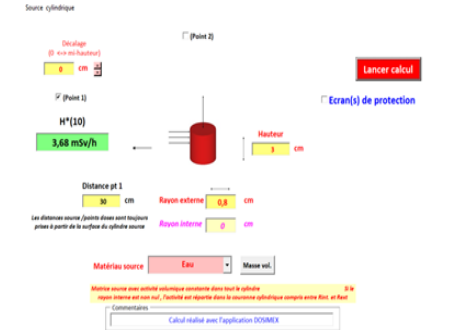 Source cylindrique
(Point 2)
Décalage
(0 <-> mi-hauteur)
0 cm
Lancer calcul
(Point 1)
Ecran(s) de protection
H*(10)
3,68 mSv/h
Hauteur
3 cm
Distance pt 1
30 cm
Rayon externe 0,8 cm
Les distances source /points doses sont toujours
prises à partir de la surface du cylindre source
Rayon interne 0 cm
Matériau source Eau Masse vol.
Matrice source avec activité volumique constante dans tout le cylindre Si le
rayon interne est non nul , l'activité est répartie dans la couronne cylindrique compris entre Rint. et Rext
Commentaires
Calcul réalisé avec l'application DOSIMEX